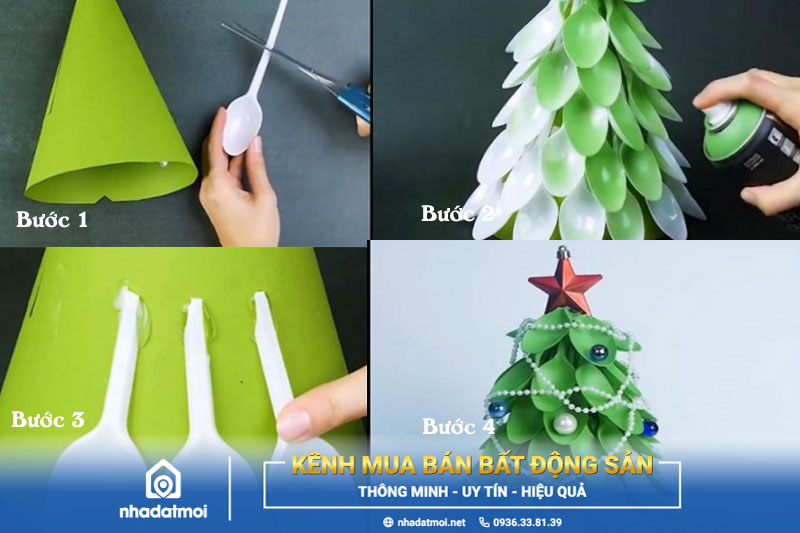 Bước 1
Bước 2
Bước 3
Bước 4
nhadatmoi
KÊNH MUA BÁN BẤT ĐỘNG SẢN
THÔNG MINH - UY TÍN - HIỆU QUẢ
nhadatmoi.net 0936.33.81.39